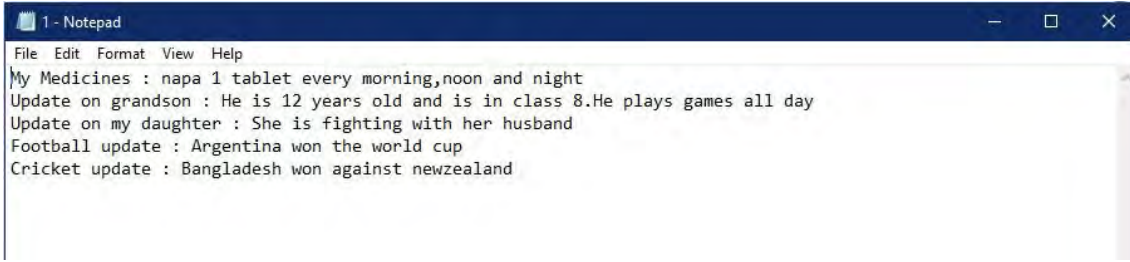 1 - Notepad
File Edit Format View Help
My Medicines : napa 1 tablet every morning,noon and night
Update on grandson : He is 12 years old and is in class 8.He plays games all day
Update on my daughter : She is fighting with her husband
Football update : Argentina won the world cup
Cricket update : Bangladesh won against newzealand